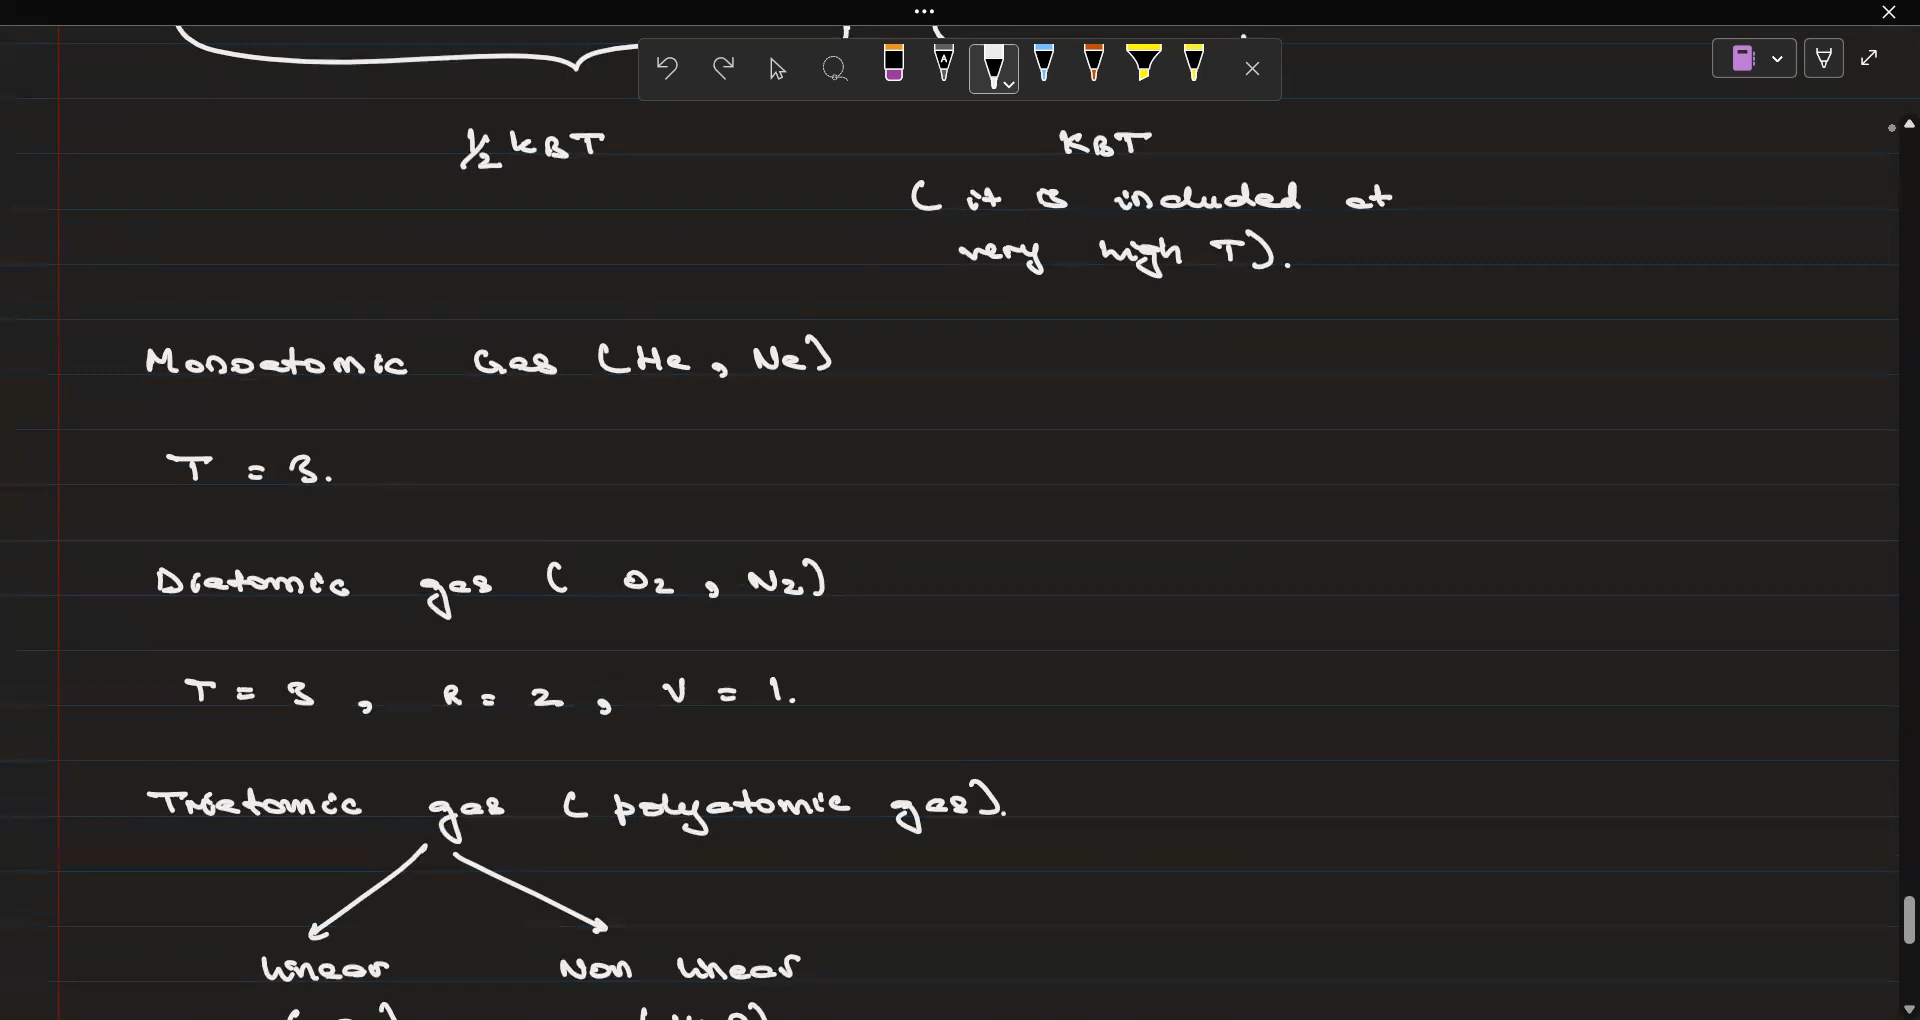 1/2 kBT KBT
( it is included at
very high T).
Monoatomic Gas (He, Ne)
T = 3.
Diatomic gas ( O2, N2)
T = 3, R = 2, V = 1.
Triatomic gas ( polyatomic gas).
Linear Non Linear